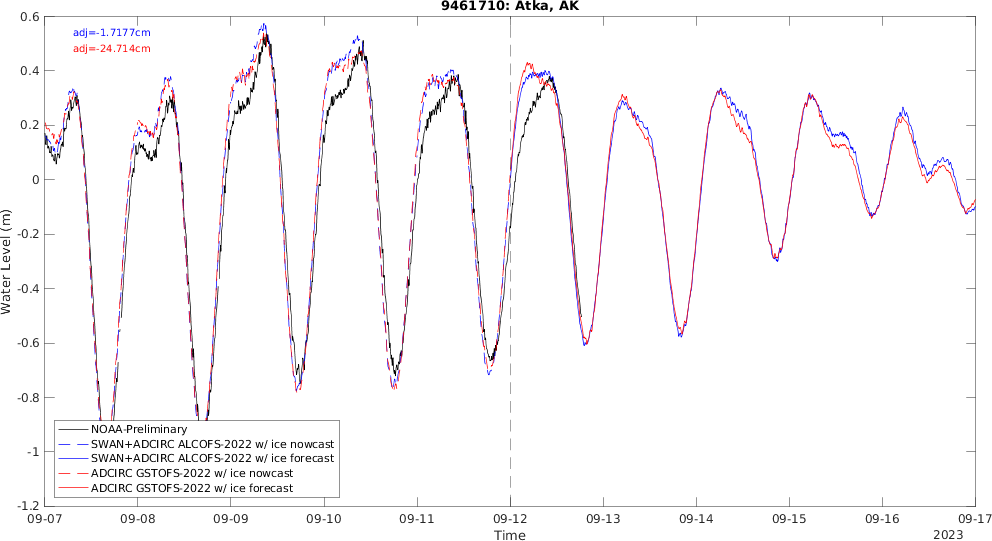 9461710: Atka, AK
adj=-1.7177cm
adj=-24.714cm
0.6
0.4
0.2
0
-0.2
-0.4
-0.6
-0.8
-1
-1.2
Water Level (m)
NOAA-Preliminary
SWAN+ADCIRC ALCOFS-2022 w/ ice nowcast
SWAN+ADCIRC ALCOFS-2022 w/ ice forecast
ADCIRC GSTOFS-2022 w/ ice nowcast
ADCIRC GSTOFS-2022 w/ ice forecast
09-07 09-08 09-09 09-10 09-11 09-12 09-13 09-14 09-15 09-16 09-17
Time
2023